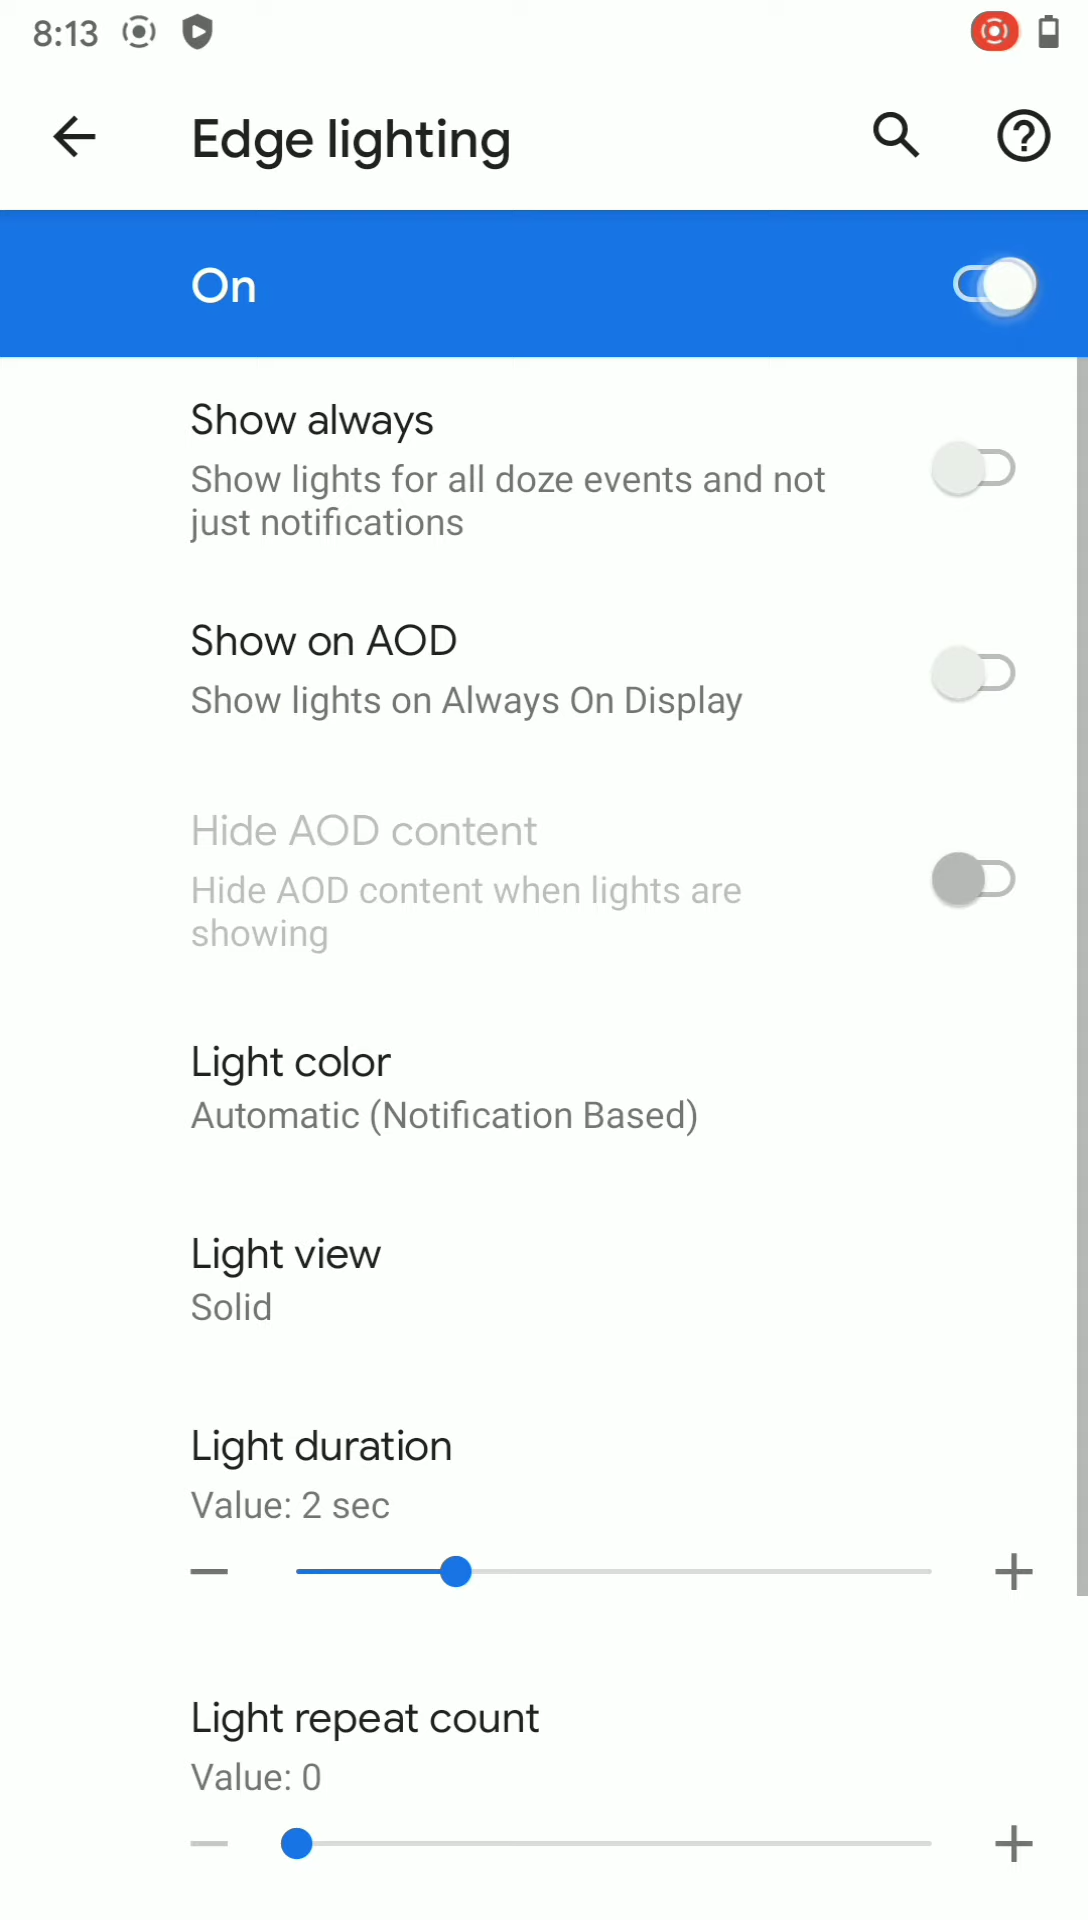 8:13
Edge lighting
On
Show always
Show lights for all doze events and not
just notifications
Show on AOD
Show lights on Always On Display
Hide AOD content
Hide AOD content when lights are
showing
Light color
Automatic (Notification Based)
Light view
Solid
Light duration
Value: 2 sec
Light repeat count
Value: 0